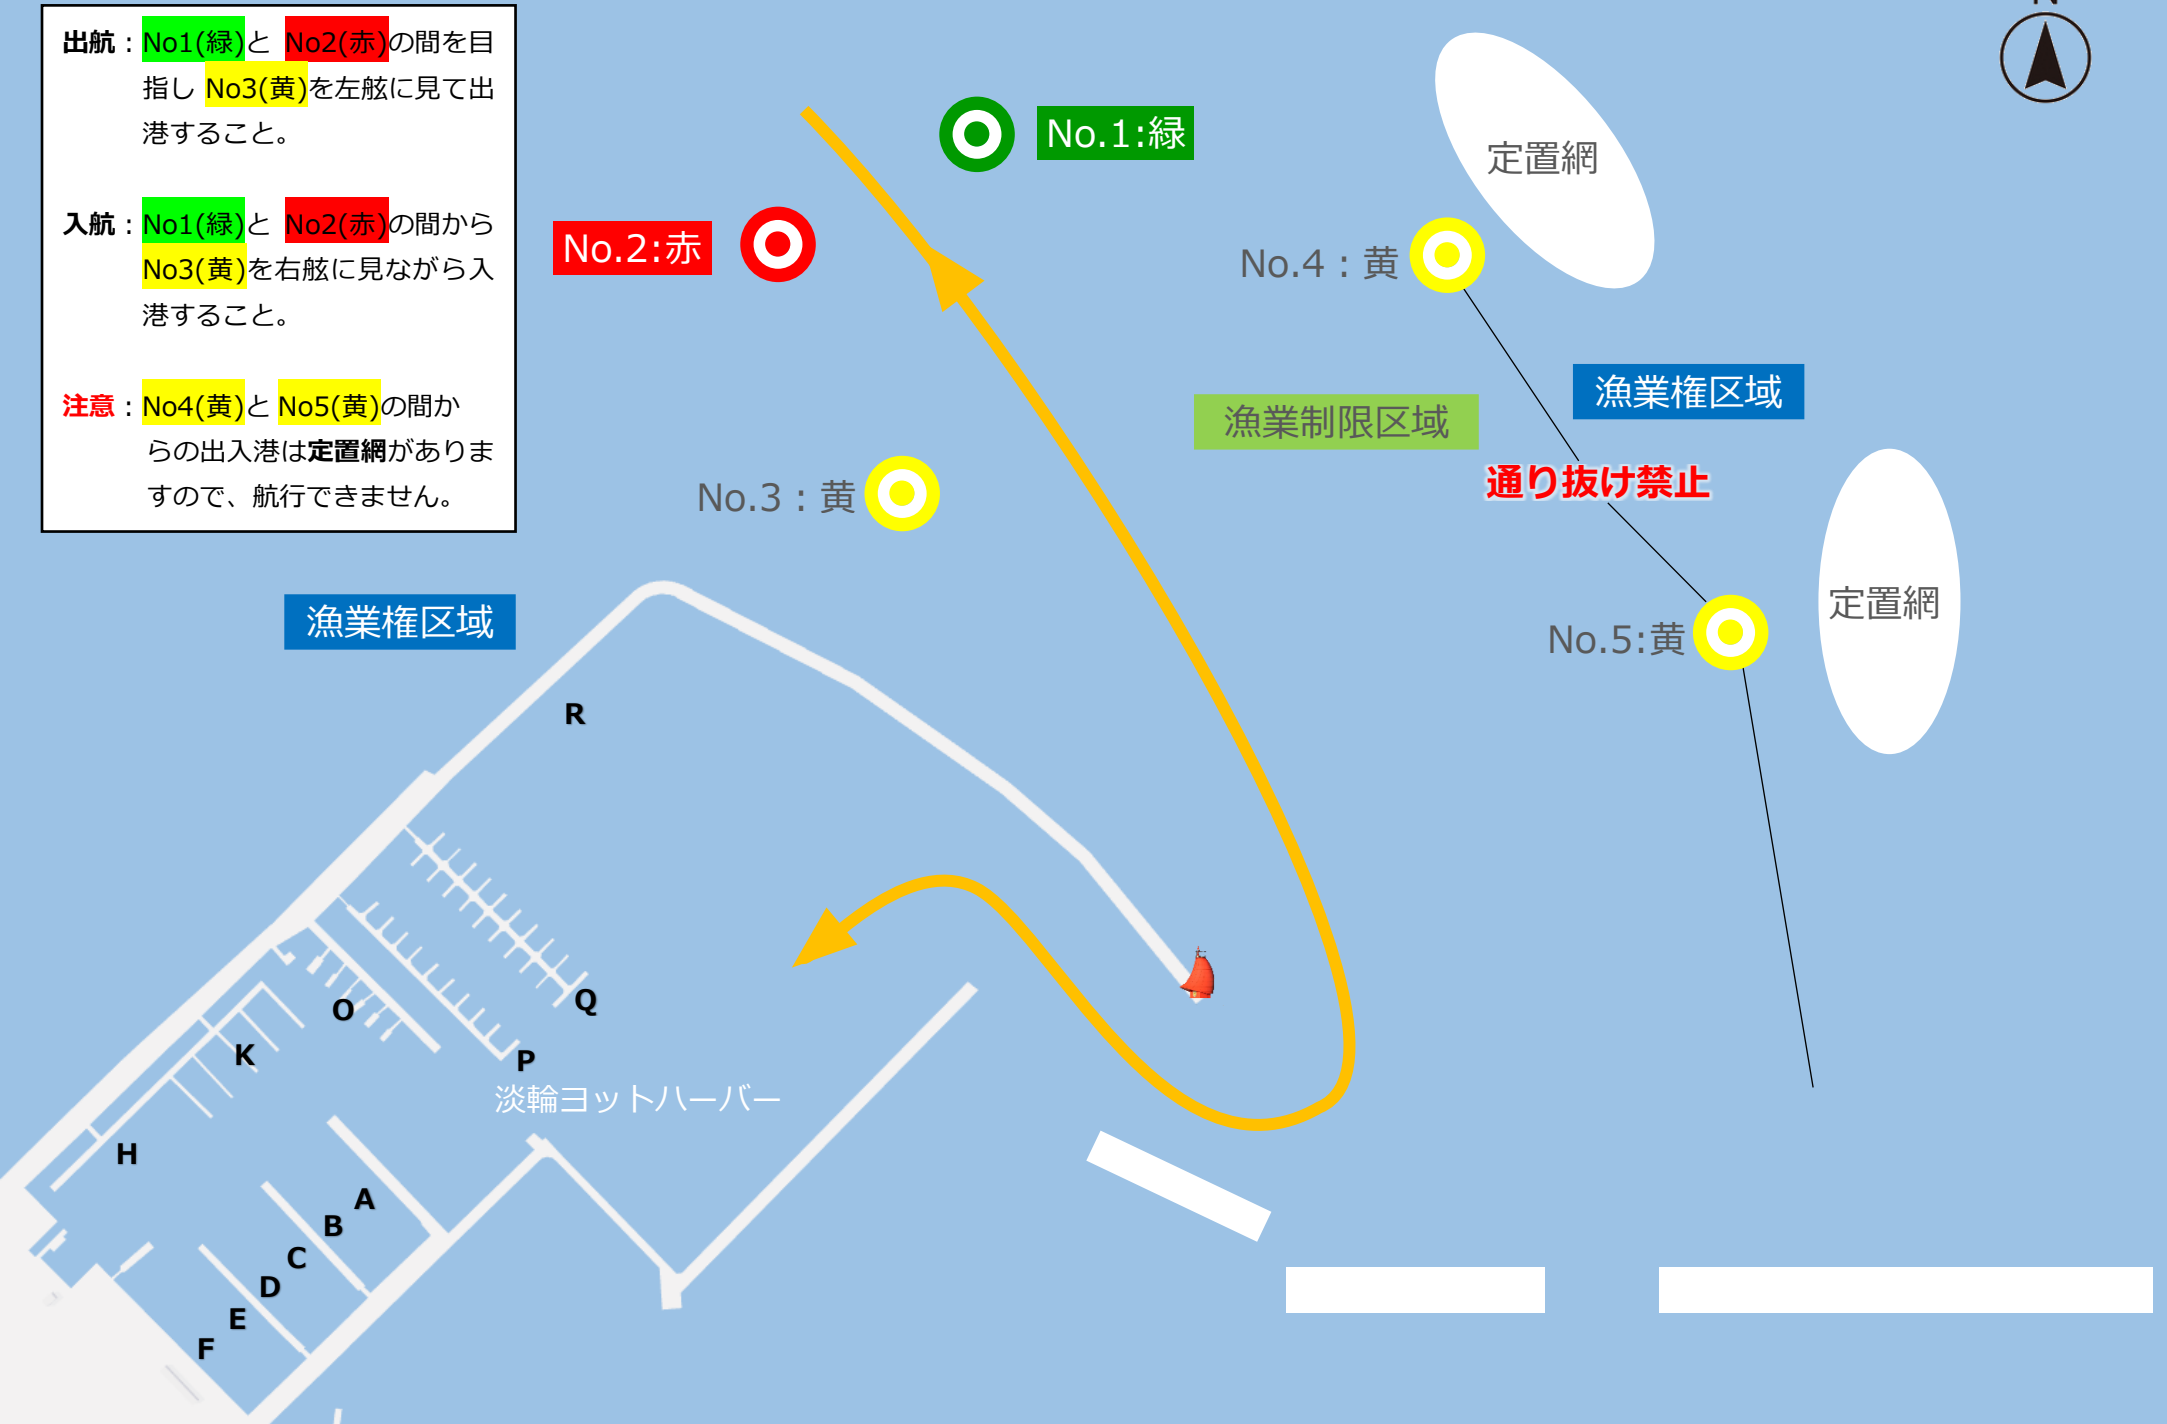 出航：No1(緑)と No2(赤)の間を目
指し No3(黄)を左舷に見て出
港すること。
入航：No1(緑)と No2(赤)の間から
No3(黄)を右舷に見ながら入
港すること。
注意：No4(黄)とNo5(黄)の間か
らの出入港は定置網がありま
すので、航行できません。
N
No.1:緑
定置網
No.2:赤
No.4：黄
漁業権区域
漁業制限区域
通り抜け禁止
No.3：黄
定置網
漁業権区域
No.5:黄
R
Q
O
K
P
淡輪ヨットハーバー
H
A
B
C
D
E
F